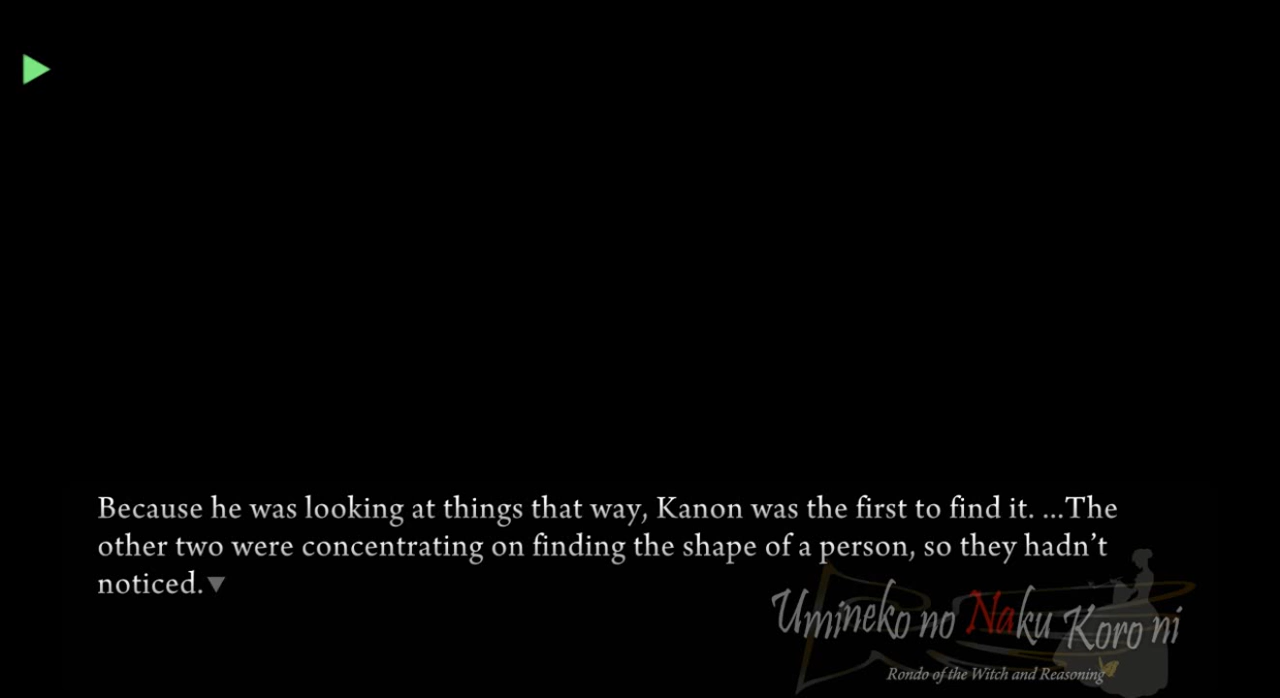 Because he was looking at things that way, Kanon was the first to find it. ...The
other two were concentrating on finding the shape of a person, so they hadn't
noticed.
Umineko no Naku Koro ni
Rondo of the Witch and Reasoning